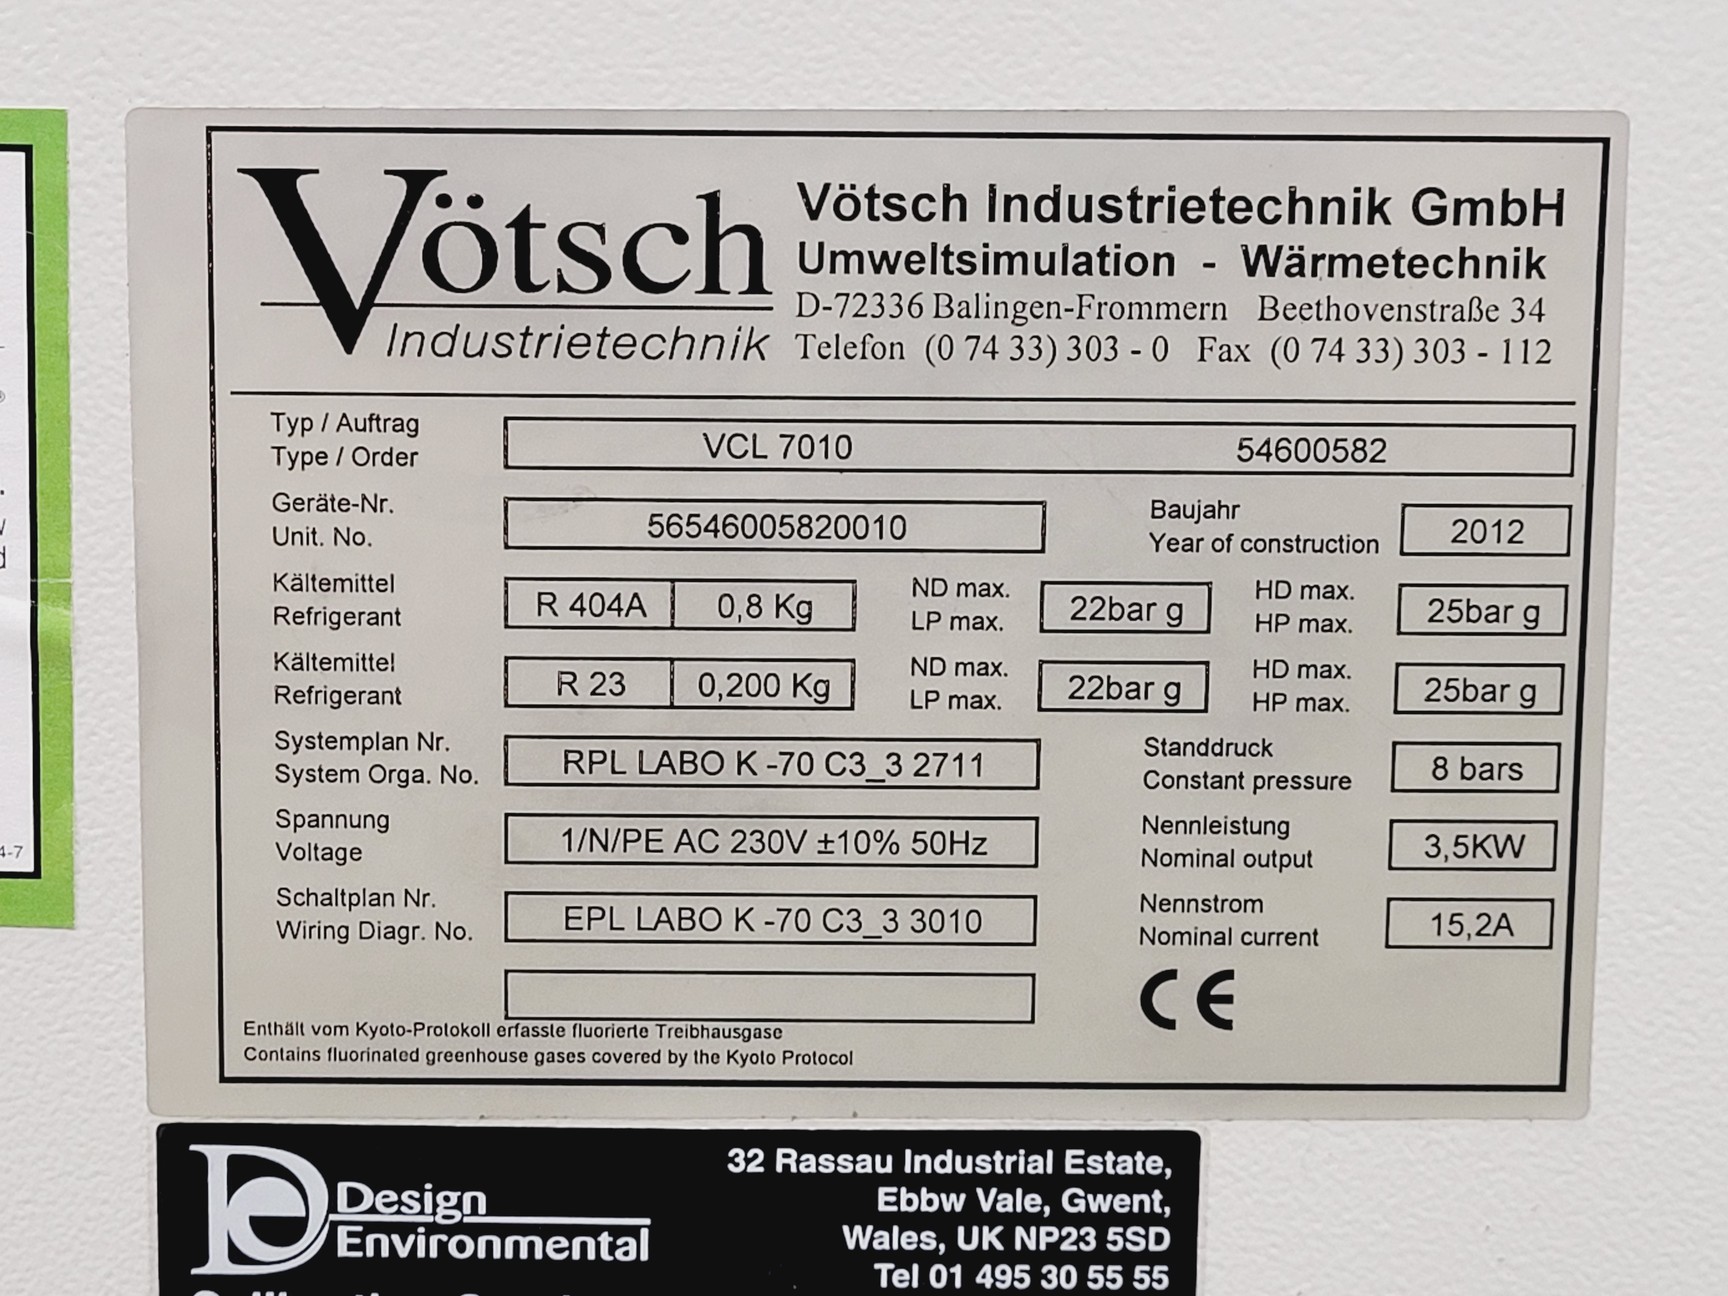 Vötsch
Industrietechnik
Vötsch Industrietechnik GmbH
Umweltsimulation - Wärmetechnik
D-72336 Balingen-Frommern Beethovenstraße 34
Telefon (0 74 33) 303 - 0 Fax (0 74 33) 303 - 112
Typ / Auftrag
Type / Order
VCL 7010 54600582
Geräte-Nr.
Unit. No.
56546005820010
Baujahr
Year of construction
2012
Kältemittel
Refrigerant
R 404A 0,8 Kg
ND max.
LP max.
22bar g
HD max.
HP max.
25bar g
Kältemittel
Refrigerant
R 23 0,200 Kg
ND max.
LP max.
22bar g
HD max.
HP max.
25bar g
Systemplan Nr.
System Orga. No.
RPL LABO K -70 C3_3 2711
Standdruck
Constant pressure
8 bars
Spannung
Voltage
1/N/PE AC 230V ±10% 50Hz
Nennleistung
Nominal output
3,5KW
Schaltplan Nr.
Wiring Diagr. No.
EPL LABO K -70 C3_3 3010
Nennstrom
Nominal current
15,2A
CE
Enthält vom Kyoto-Protokoll erfasste fluorierte Treibhausgase
Contains fluorinated greenhouse gases covered by the Kyoto Protocol
4-7
De
Design
Environmental
32 Rassau Industrial Estate,
Ebbw Vale, Gwent,
Wales, UK NP23 5SD
Tel 01 495 30 55 55